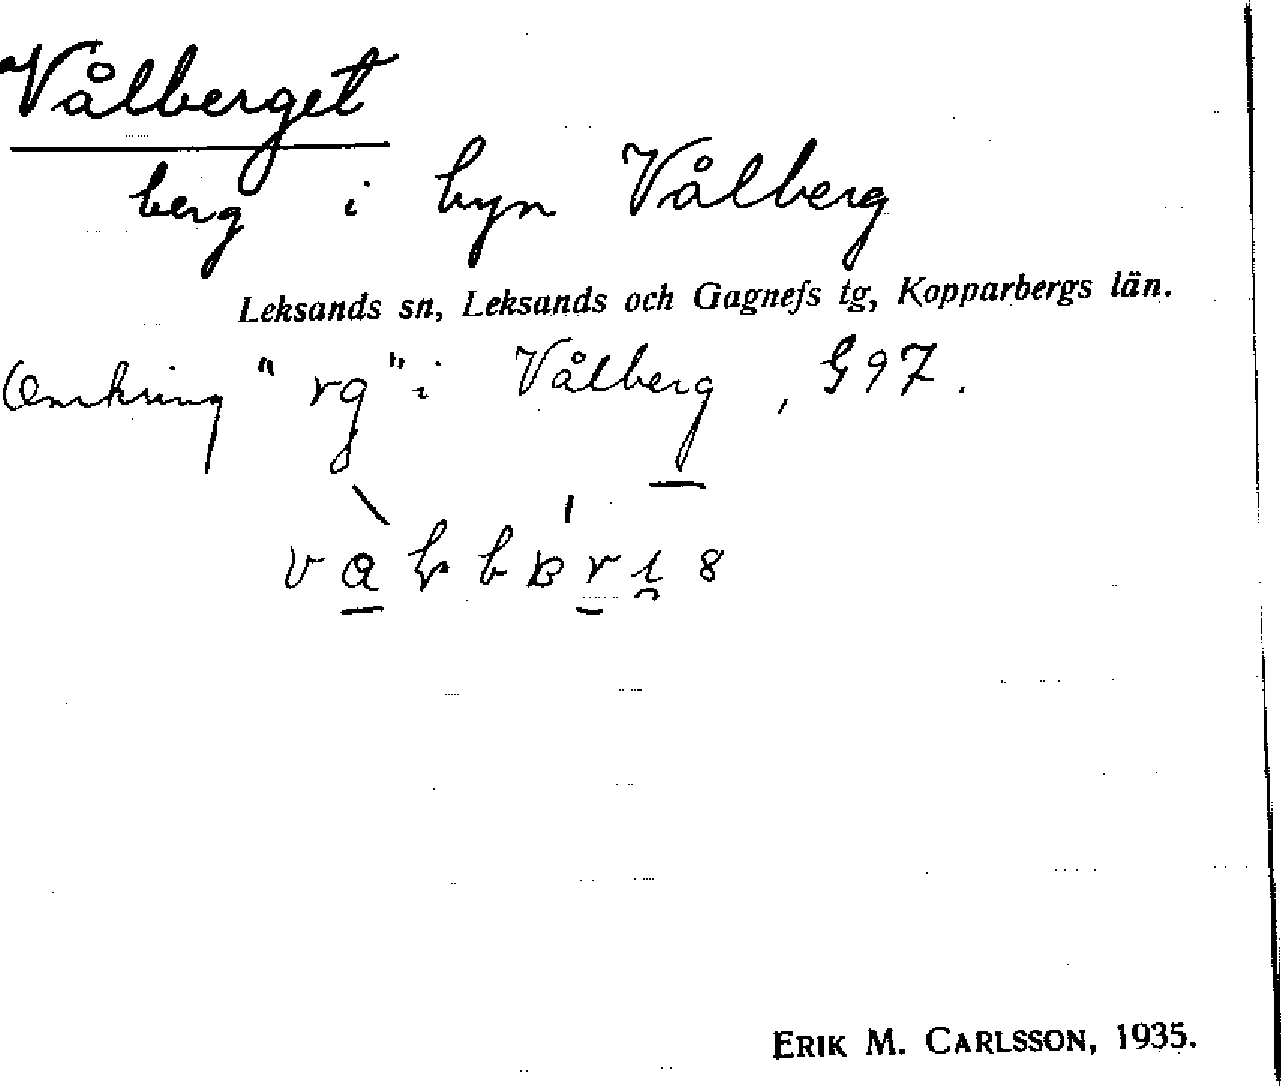 Vålberget
berg i byn Vålberg
Leksands sn, Leksands och Gagnefs tg, Kopparbergs län.
Omkring "rg" i Vålberg, G97.
ERIK M. CARLSSON, 1935.